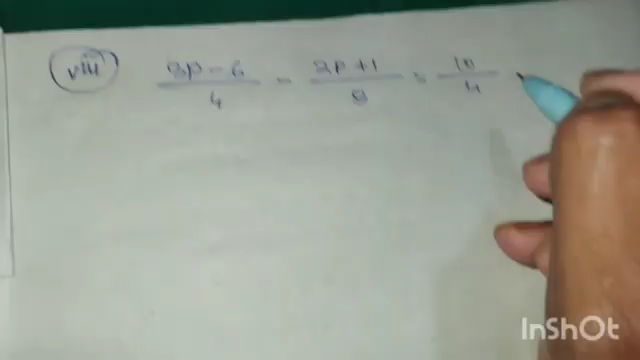 viii 3p - 6 / 4 - 2p + 1 / 8 = 10 / 4
InShOt